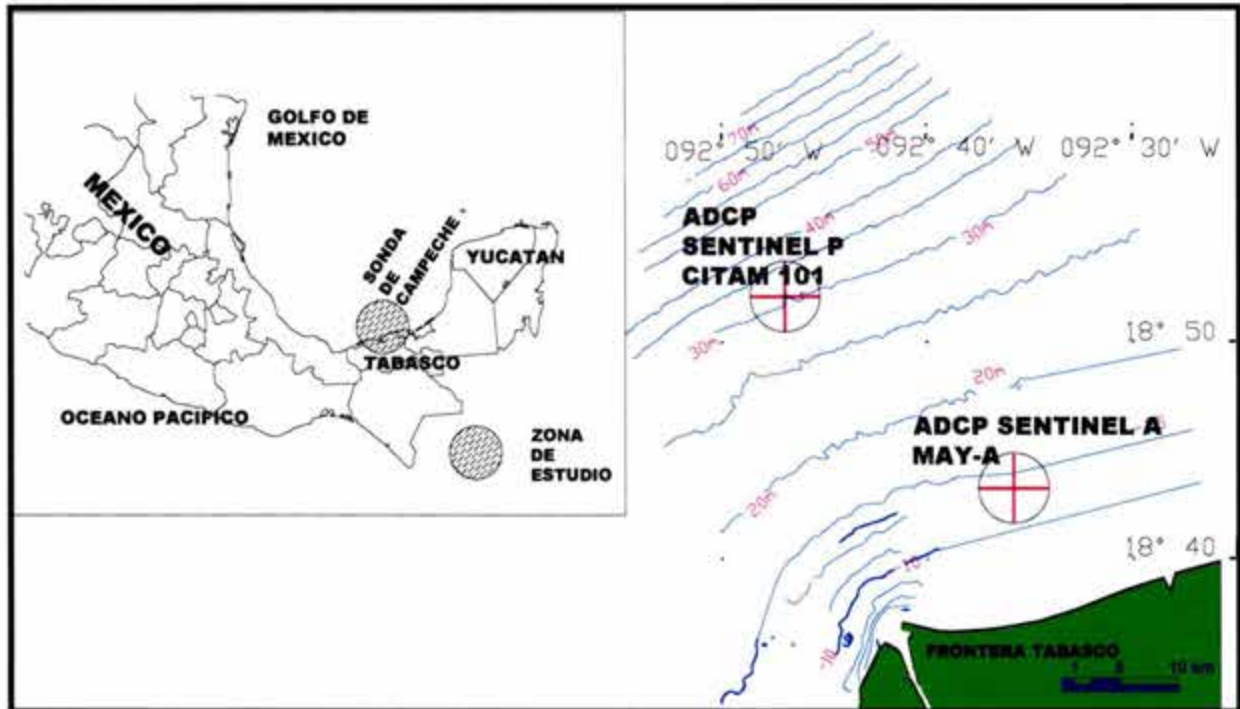 GOLFO DE
MEXICO
MEXICO
SONDA
DE
CAMPECHE
YUCATAN
TABASCO
OCEANO PACIFICO
ZONA
DE
ESTUDIO
70m
50m
092° 50' W
092° 40' W
092° 30' W
60m
ADCP
SENTINEL P
CITAM 101
40m
30m
30m
18° 50
20m
ADCP SENTINEL A
MAY-A
20m
18° 40
-10
-10
FRONTERA TABASCO
10 km